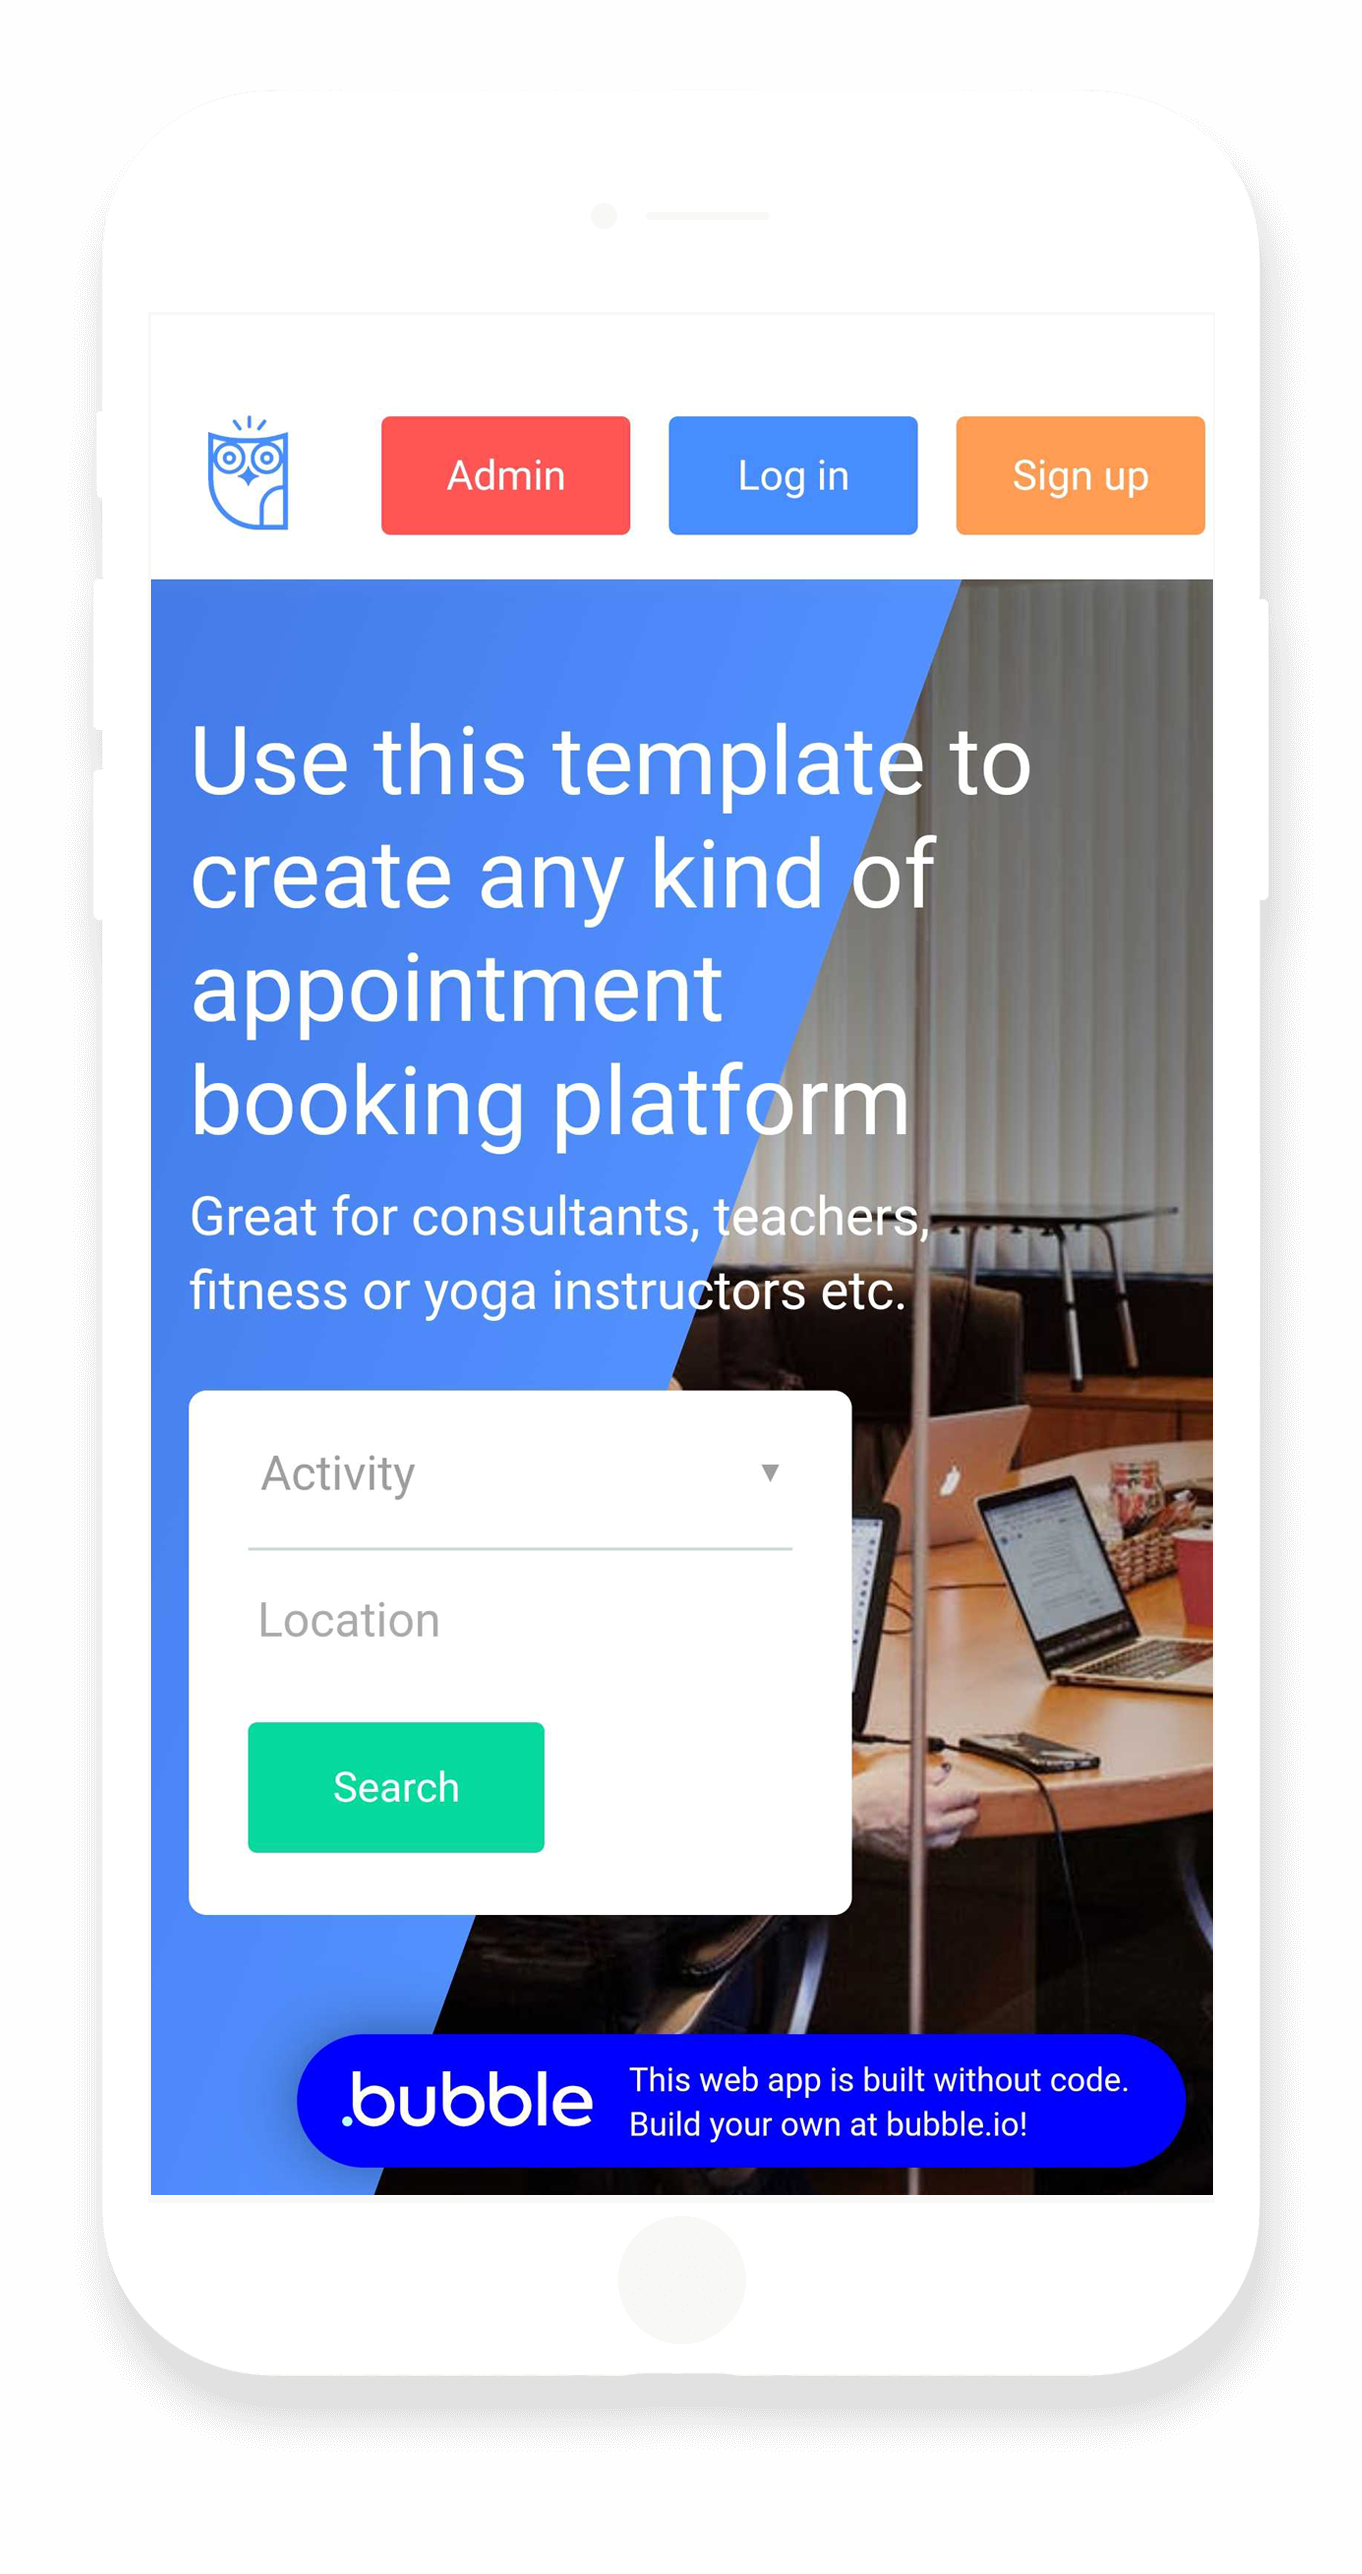 Admin Log in Sign up
Use this template to
create any kind of
appointment
booking platform
Great for consultants, teachers,
fitness or yoga instructors etc.
Activity
Location
Search
.bubble
This web app is built without code.
Build your own at bubble.io!